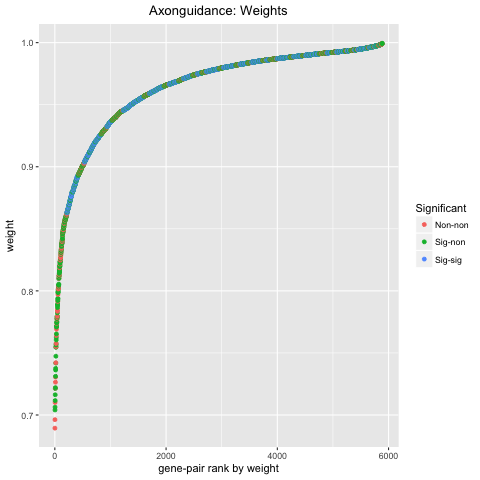 Axonguidance: Weights
1.0
0.9
0.8
0.7
weight
0
2000
4000
6000
gene-pair rank by weight
Significant
Non-non
Sig-non
Sig-sig